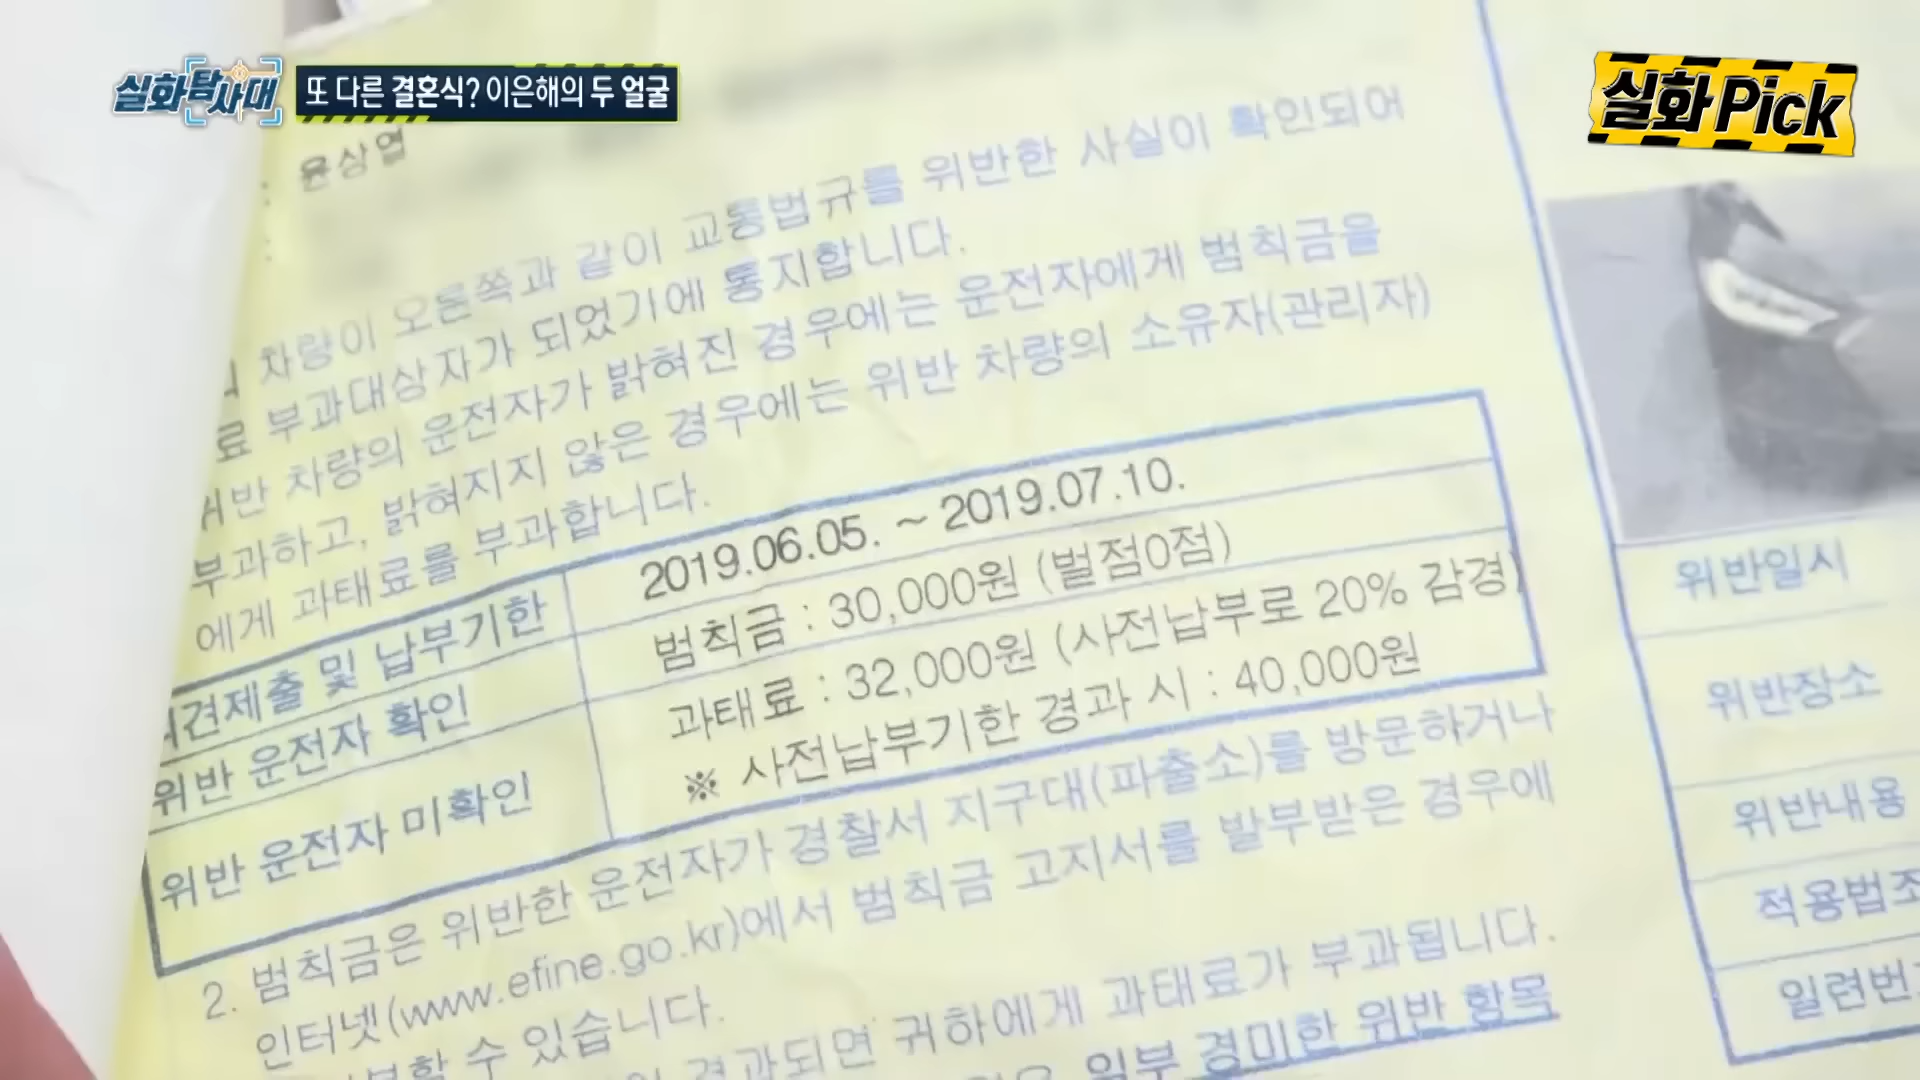 실화탐사대
또 다른 결혼식? 이은해의 두 얼굴
실화Pick
: 윤상엽
:
차량이 오른쪽과 같이 교통법규를 위반한 사실이 확인되어
료 부과대상자가 되었기에 통지합니다.
위반 차량의 운전자가 밝혀진 경우에는 운전자에게 범칙금을
부과하고, 밝혀지지 않은 경우에는 위반 차량의 소유자(관리자)
에게 과태료를 부과합니다.
견제출 및 납부기한 2019.06.05. ~ 2019.07.10.
위반 운전자 확인 범칙금 : 30,000원 (벌점0점)
위반 운전자 미확인 과태료 : 32,000원 (사전납부로 20% 감경)
※ 사전납부기한 경과 시 : 40,000원
2. 범칙금은 위반한 운전자가 경찰서 지구대(파출소)를 방문하거나
인터넷(www.efine.go.kr)에서 범칙금 고지서를 발부받은 경우에
부할 수 있습니다.
경과되면 귀하에게 과태료가 부과됩니다.
일부 경미한 위반 항목
위반일시
위반장소
위반내용
적용법조
일련번